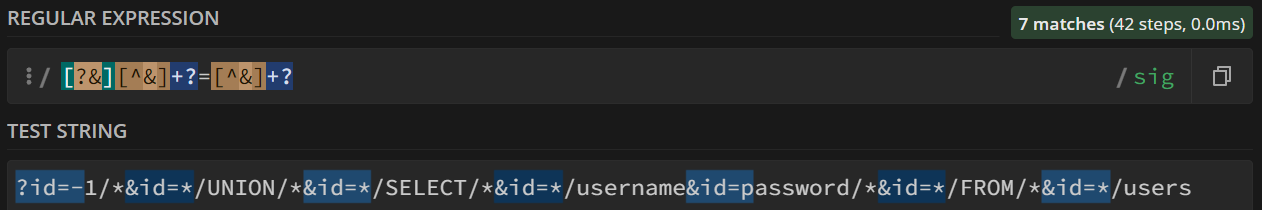 REGULAR EXPRESSION
7 matches (42 steps, 0.0ms)
/ [?&][^&]+?=[^&]+? / sig
TEST STRING
?id=-1/*&id=*/UNION/*&id=*/SELECT/*&id=*/username&id=password/*&id=*/FROM/*&id=*/users